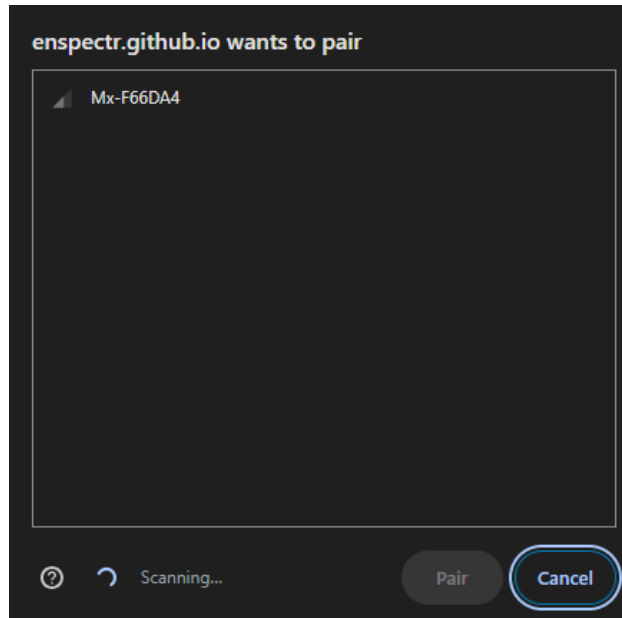 enspectr.github.io wants to pair
Mx-F66DA4
Scanning...
Pair
Cancel